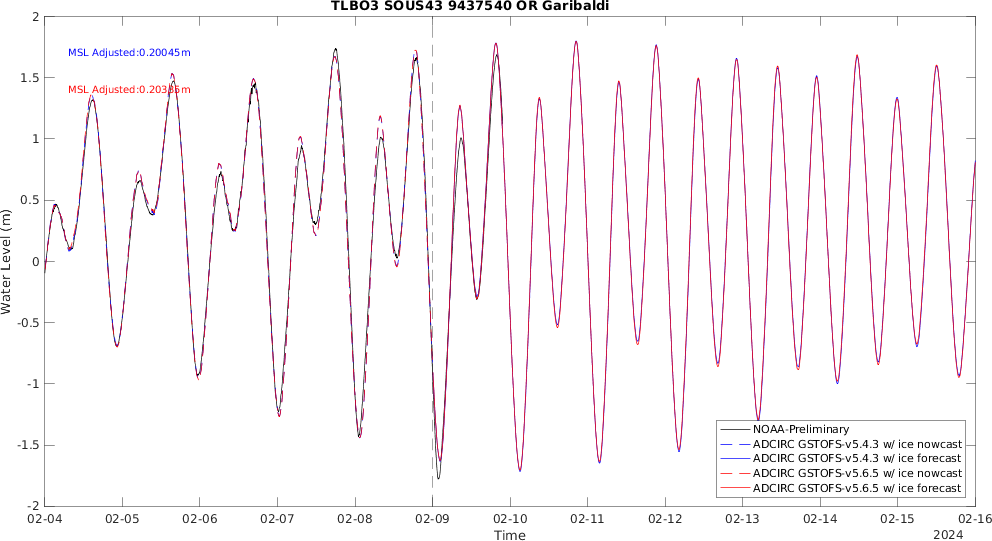 TLBO3 SOUS43 9437540 OR Garibaldi
Water Level (m)
2
1.5
1
0.5
0
-0.5
-1
-1.5
-2
MSL Adjusted:0.20045m
MSL Adjusted:
NOAA-Preliminary
ADCIRC GSTOFS-v5.4.3 w/ ice nowcast
ADCIRC GSTOFS-v5.4.3 w/ ice forecast
ADCIRC GSTOFS-v5.6.5 w/ ice nowcast
ADCIRC GSTOFS-v5.6.5 w/ ice forecast
02-04 02-05 02-06 02-07 02-08 02-09 02-10 02-11 02-12 02-13 02-14 02-15 02-16
Time
2024